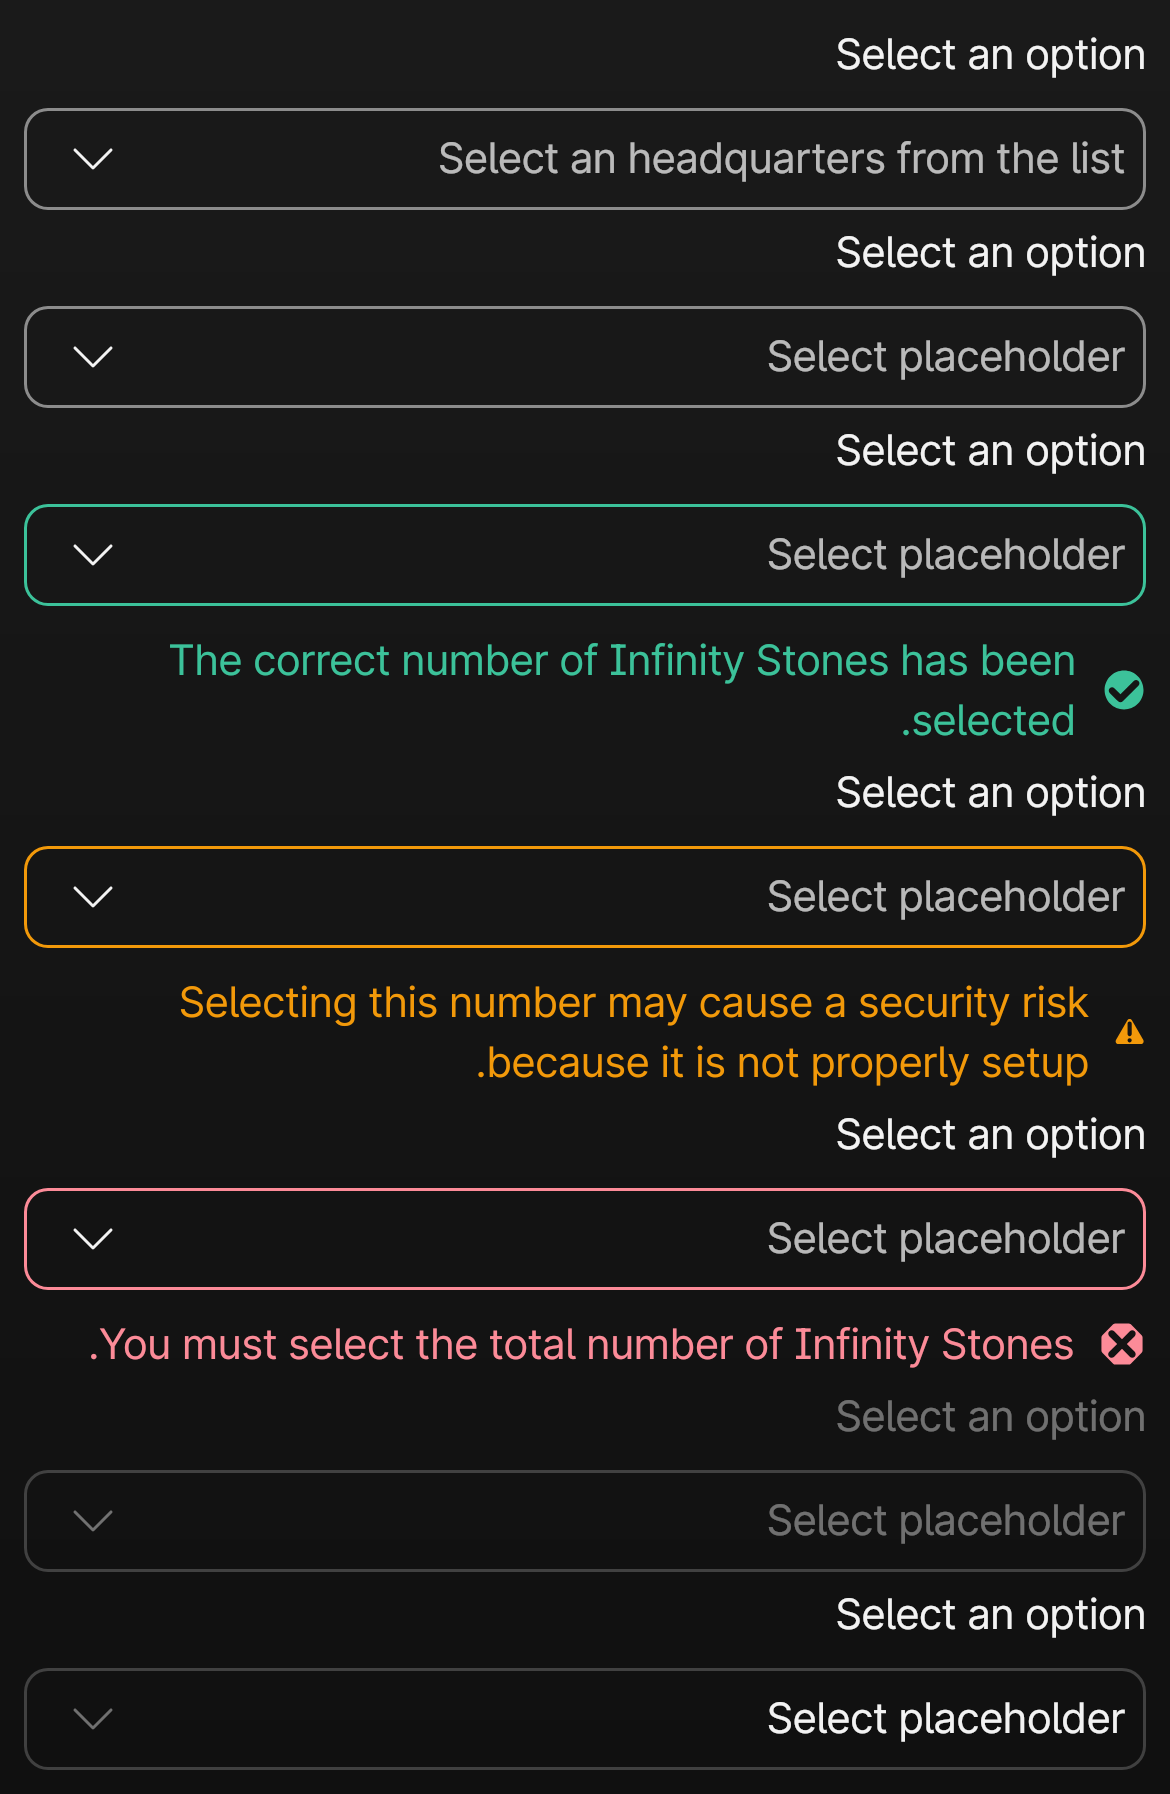 Select an option
Select an headquarters from the list
Select an option
Select placeholder
Select an option
Select placeholder
The correct number of Infinity Stones has been
.selected
Select an option
Select placeholder
Selecting this number may cause a security risk
.because it is not properly setup
Select an option
Select placeholder
.You must select the total number of Infinity Stones
Select an option
Select placeholder
Select an option
Select placeholder